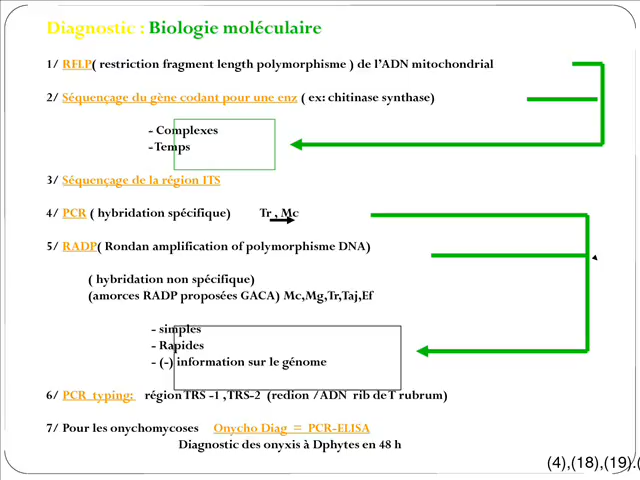 Diagnostic : Biologie moléculaire
1/ RFLP( restriction fragment length polymorphisme ) de l'ADN mitochondrial
2/ Séquençage du gène codant pour une enz ( ex: chitinase synthase)
- Complexes
- Temps
3/ Séquençage de la région ITS
4/ PCR ( hybridation spécifique) Tr , Mc
5/ RADP( Rondan amplification of polymorphisme DNA)
( hybridation non spécifique)
(amorces RADP proposées GACA) Mc,Mg,Tr,Taj,Ef
- simples
- Rapides
- (-) information sur le génome
6/ PCR typing: région TRS -1 ,TRS-2 (redion /ADN rib de T rubrum)
7/ Pour les onychomycoses Onycho Diag = PCR-ELISA
Diagnostic des onyxis à Dphytes en 48 h
(4),(18),(19).(